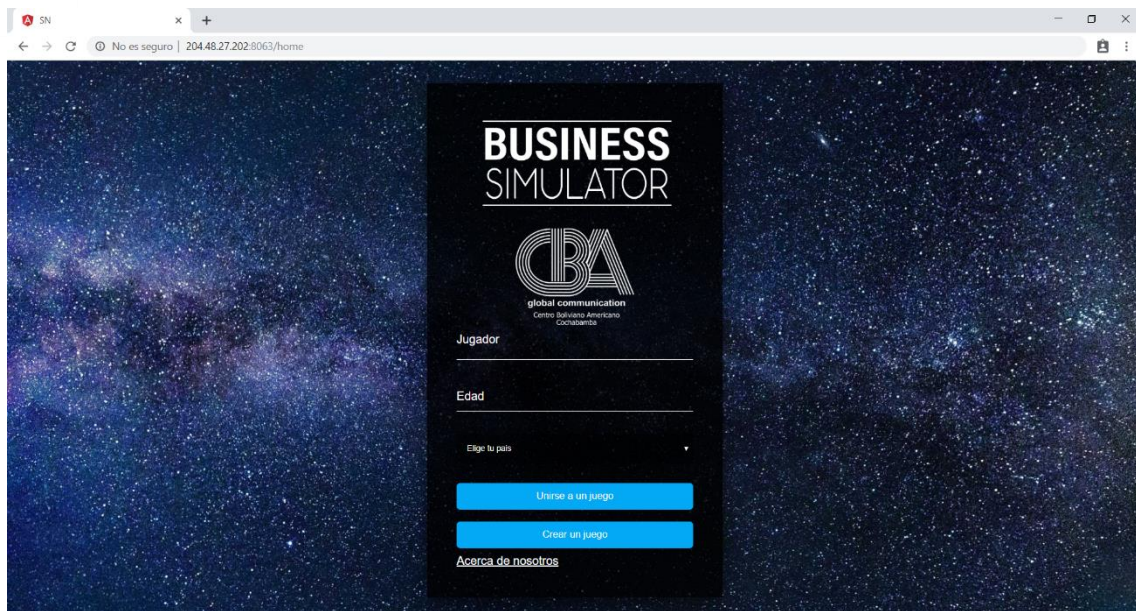 SN
No es seguro | 204.48.27.202:8063/home
BUSINESS
SIMULATOR
CBA
global communication
Centro Boliviano Americano
Cochabamba
Jugador
Edad
Elige tu pais
Unirse a un juego
Crear un juego
Acerca de nosotros